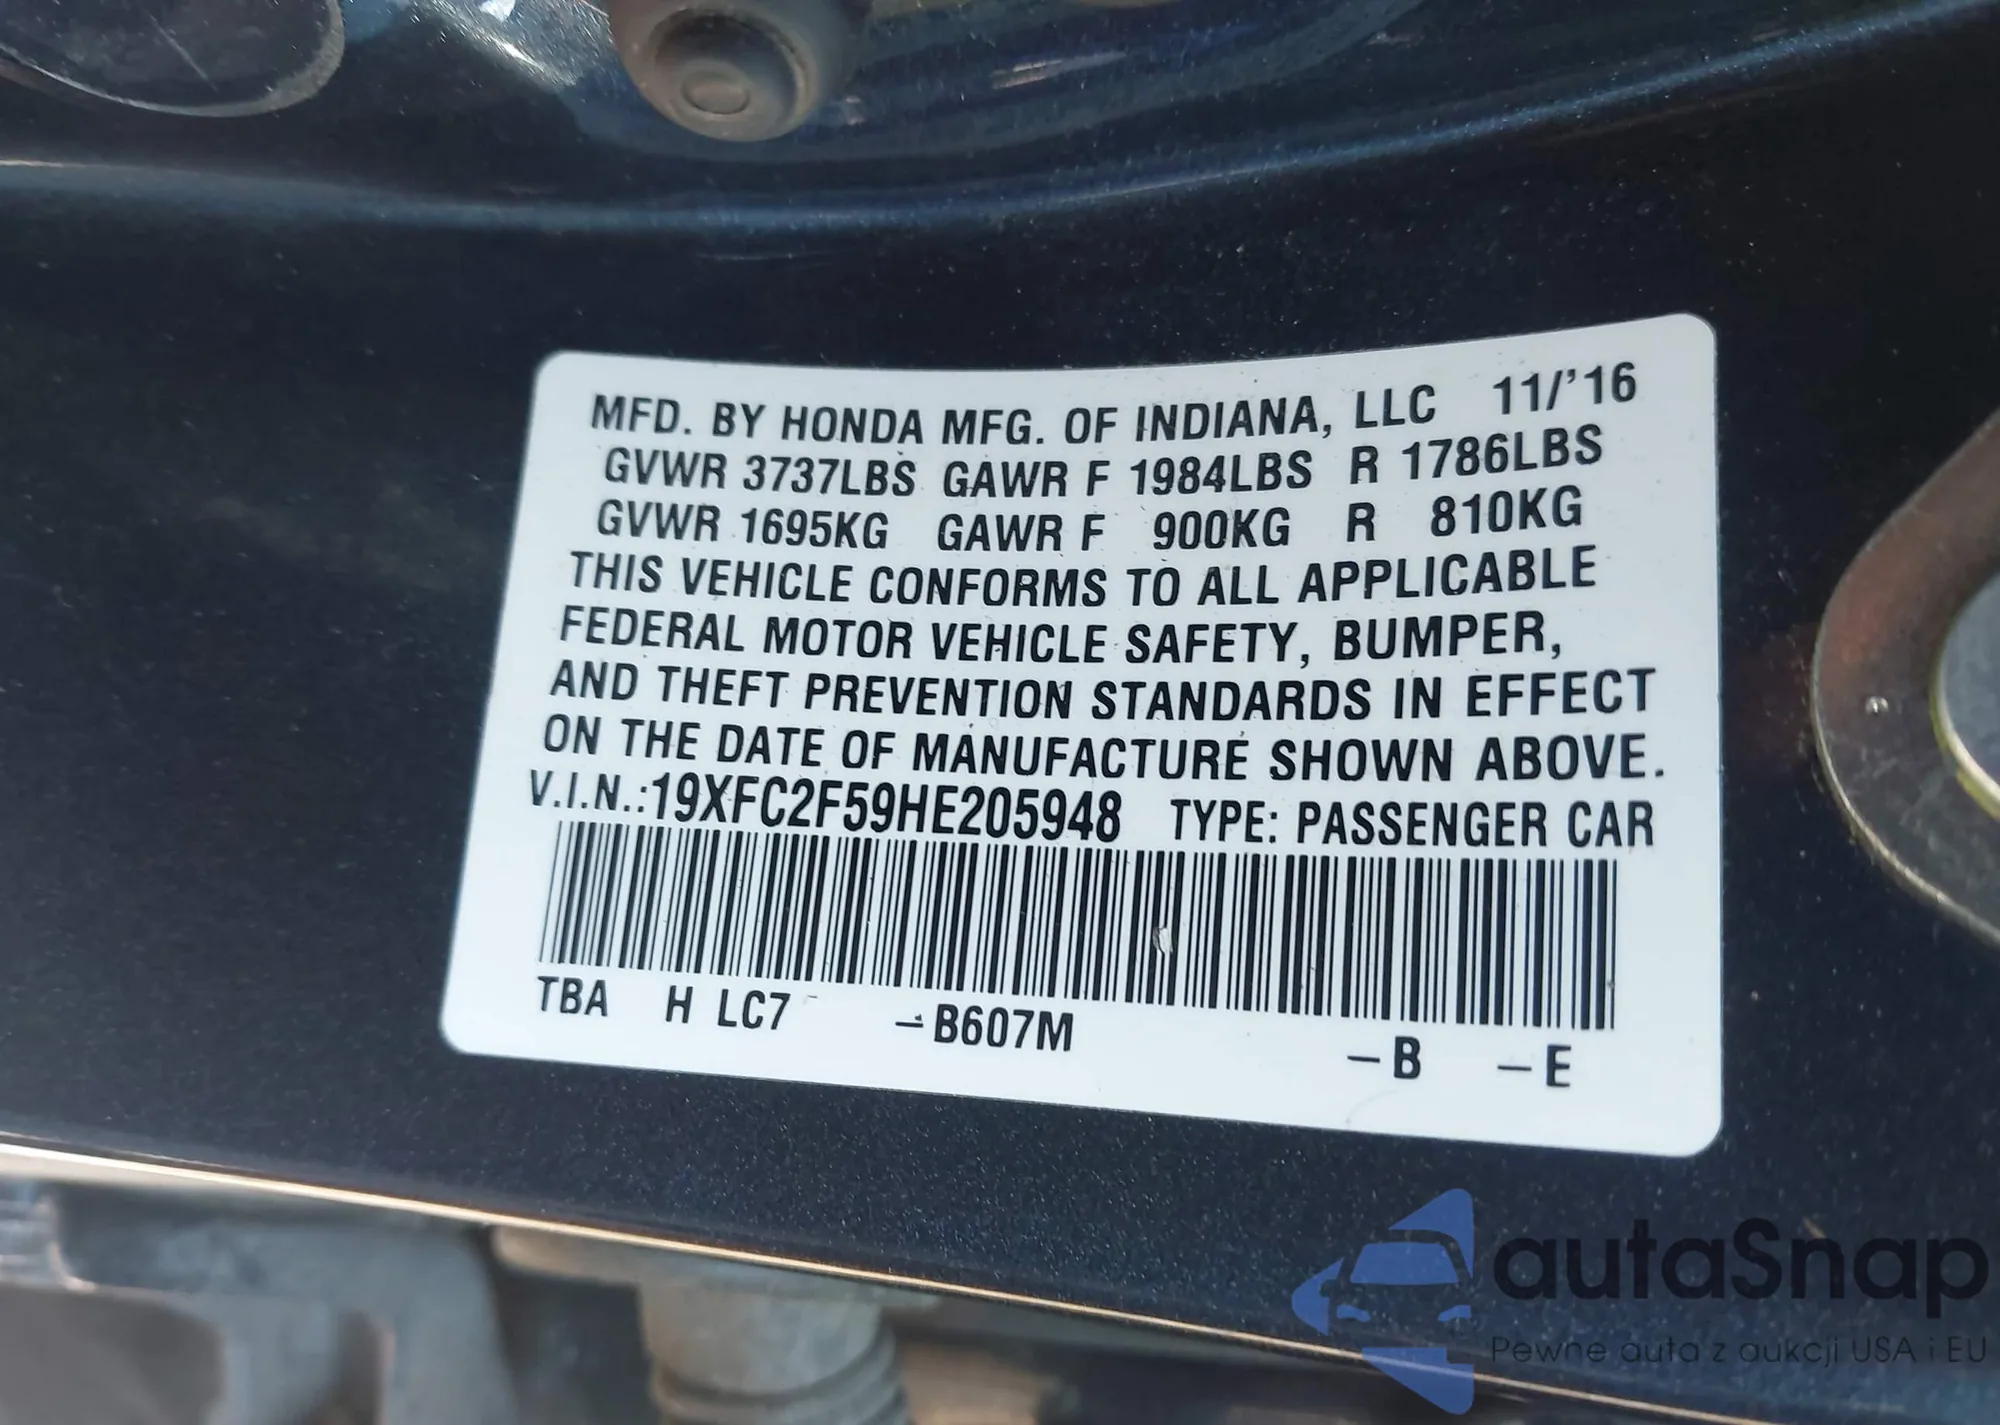 MFD. BY HONDA MFG. OF INDIANA, LLC 11/'16
GVWR 3737LBS GAWR F 1984LBS R 1786LBS
GVWR 1695KG GAWR F 900KG R 810KG
THIS VEHICLE CONFORMS TO ALL APPLICABLE
FEDERAL MOTOR VEHICLE SAFETY, BUMPER,
AND THEFT PREVENTION STANDARDS IN EFFECT
ON THE DATE OF MANUFACTURE SHOWN ABOVE.
V.I.N.:19XFC2F59HE205948 TYPE: PASSENGER CAR
TBA H LC7 – B607M – B – E
autaSnap
Pewne auta z aukcji USA i EU